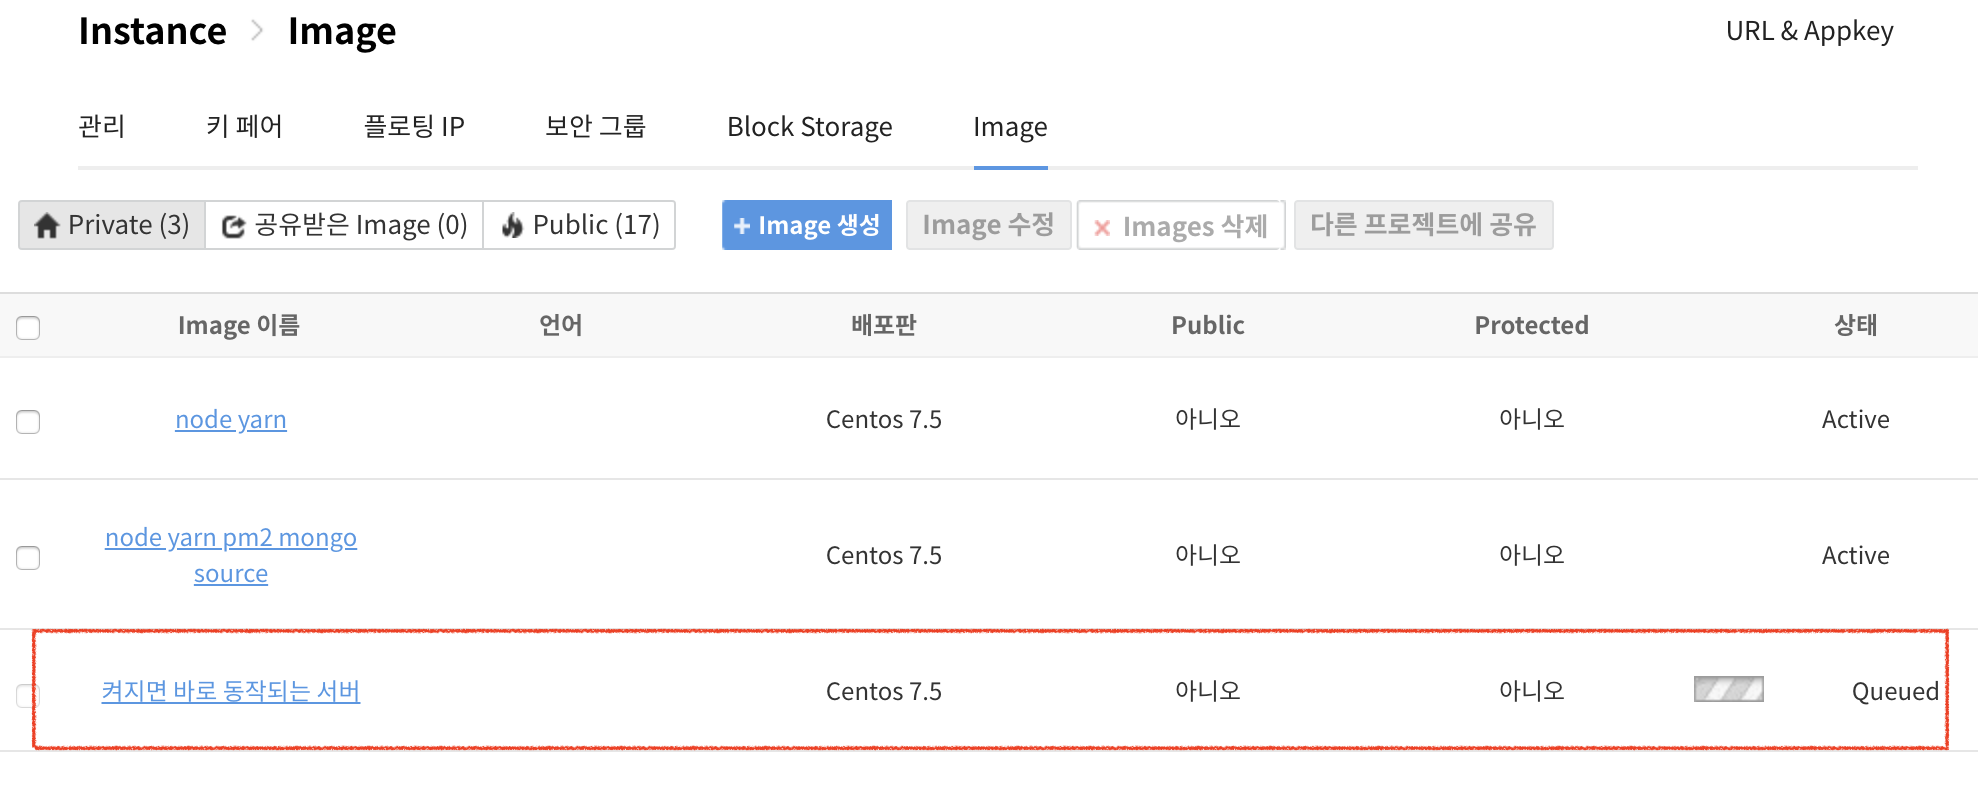 Instance > Image
URL & Appkey
관리 키 페어 플로팅 IP 보안 그룹 Block Storage Image
Private (3) 공유받은 Image (0) Public (17) + Image 생성 Image 수정 × Images 삭제 다른 프로젝트에 공유
Image 이름 언어 배포판 Public Protected 상태
node yarn Centos 7.5 아니오 아니오 Active
node yarn pm2 mongo
source Centos 7.5 아니오 아니오 Active
켜지면 바로 동작되는 서버 Centos 7.5 아니오 아니오 Queued